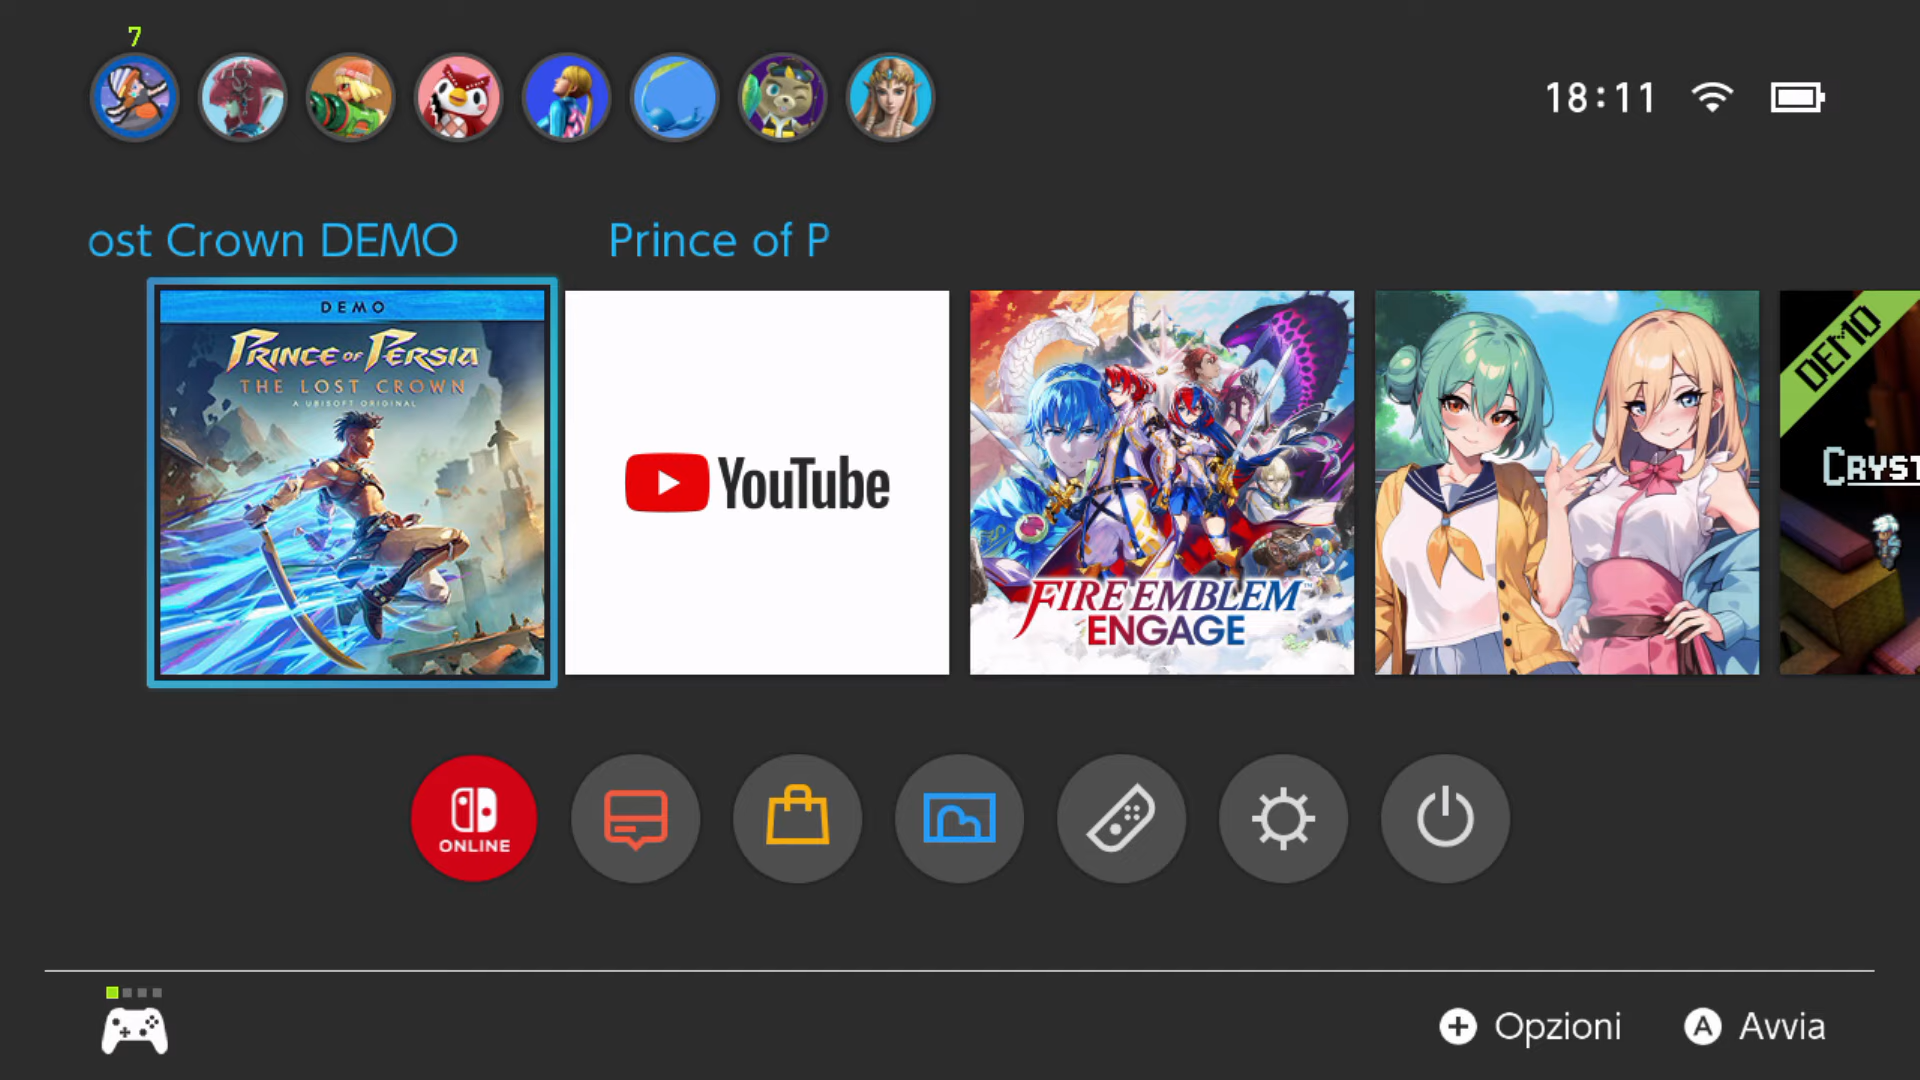 7
18:11
ost Crown DEMO
Prince of P
DEMO
PRINCE OF PERSIA
THE LOST CROWN
A UBISOFT ORIGINAL
YouTube
FIRE EMBLEM™
ENGAGE
DEMO
CRYST
ONLINE
+ Opzioni
A Avvia